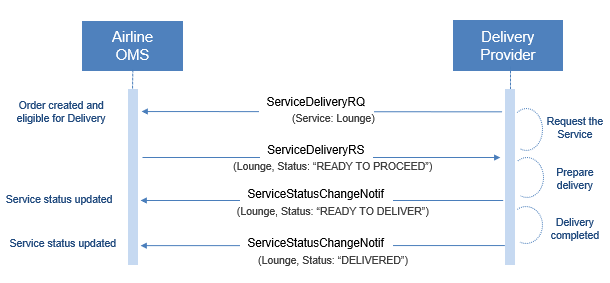 Airline
OMS
Delivery
Provider
Order created and
eligible for Delivery
ServiceDeliveryRQ
(Service: Lounge)
Request the
Service
ServiceDeliveryRS
(Lounge, Status: “READY TO PROCEED”)
Prepare
delivery
Service status updated
ServiceStatusChangeNotif
(Lounge, Status: “READY TO DELIVER”)
Delivery
completed
Service status updated
ServiceStatusChangeNotif
(Lounge, Status: “DELIVERED”)